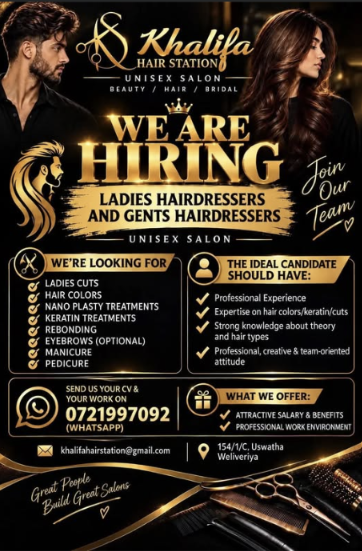 Khalifa
HAIR STATION
UNISEX SALON
BEAUTY / HAIR / BRIDAL
WE ARE
HIRING
Join
Our
Team
LADIES HAIRDRESSERS
AND GENTS HAIRDRESSERS
UNISEX SALON
WE'RE LOOKING FOR
LADIES CUTS
HAIR COLORS
NANO PLASTY TREATMENTS
KERATIN TREATMENTS
REBONDING
EYEBROWS (OPTIONAL)
MANICURE
PEDICURE
THE IDEAL CANDIDATE
SHOULD HAVE:
Professional Experience
Expertise on hair colors/keratin/cuts
Strong knowledge about theory
and hair types
Professional, creative & team-oriented
attitude
SEND US YOUR CV &
YOUR WORK ON
0721997092
(WHATSAPP)
WHAT WE OFFER:
ATTRACTIVE SALARY & BENEFITS
PROFESSIONAL WORK ENVIRONMENT
khalifahairstation@gmail.com
154/1/C, Uswatha
Weliveriya
Great People
Build Great Salons